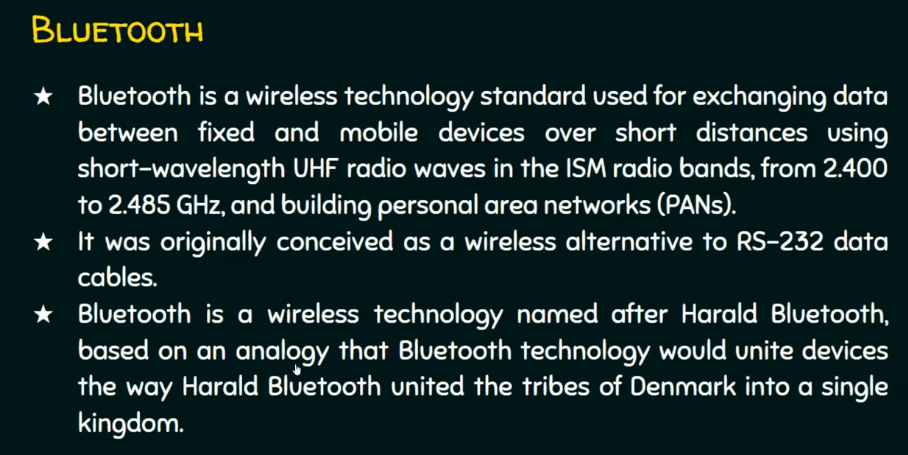 BLUETOOTH
★ Bluetooth is a wireless technology standard used for exchanging data
between fixed and mobile devices over short distances using
short-wavelength UHF radio waves in the ISM radio bands, from 2.400
to 2.485 GHz, and building personal area networks (PANs).
★ It was originally conceived as a wireless alternative to RS-232 data
cables.
★ Bluetooth is a wireless technology named after Harald Bluetooth,
based on an analogy that Bluetooth technology would unite devices
the way Harald Bluetooth united the tribes of Denmark into a single
kingdom.